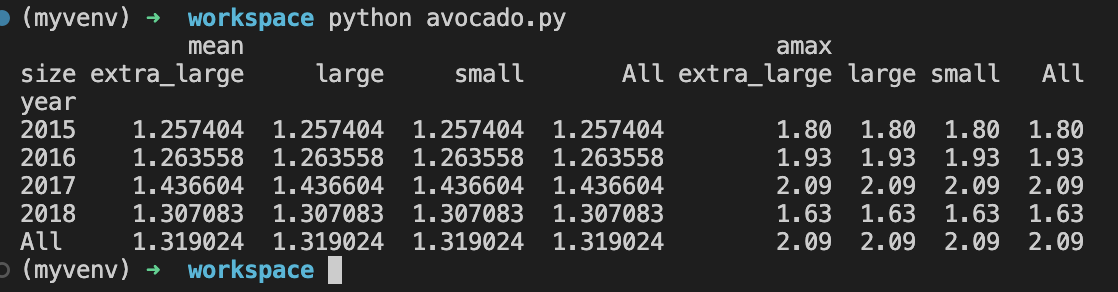 (myvenv) → workspace python avocado.py
mean amax
size extra_large large small All extra_large large small All
year
2015 1.257404 1.257404 1.257404 1.257404 1.80 1.80 1.80 1.80
2016 1.263558 1.263558 1.263558 1.263558 1.93 1.93 1.93 1.93
2017 1.436604 1.436604 1.436604 1.436604 2.09 2.09 2.09 2.09
2018 1.307083 1.307083 1.307083 1.307083 1.63 1.63 1.63 1.63
All 1.319024 1.319024 1.319024 1.319024 2.09 2.09 2.09 2.09
(myvenv) → workspace